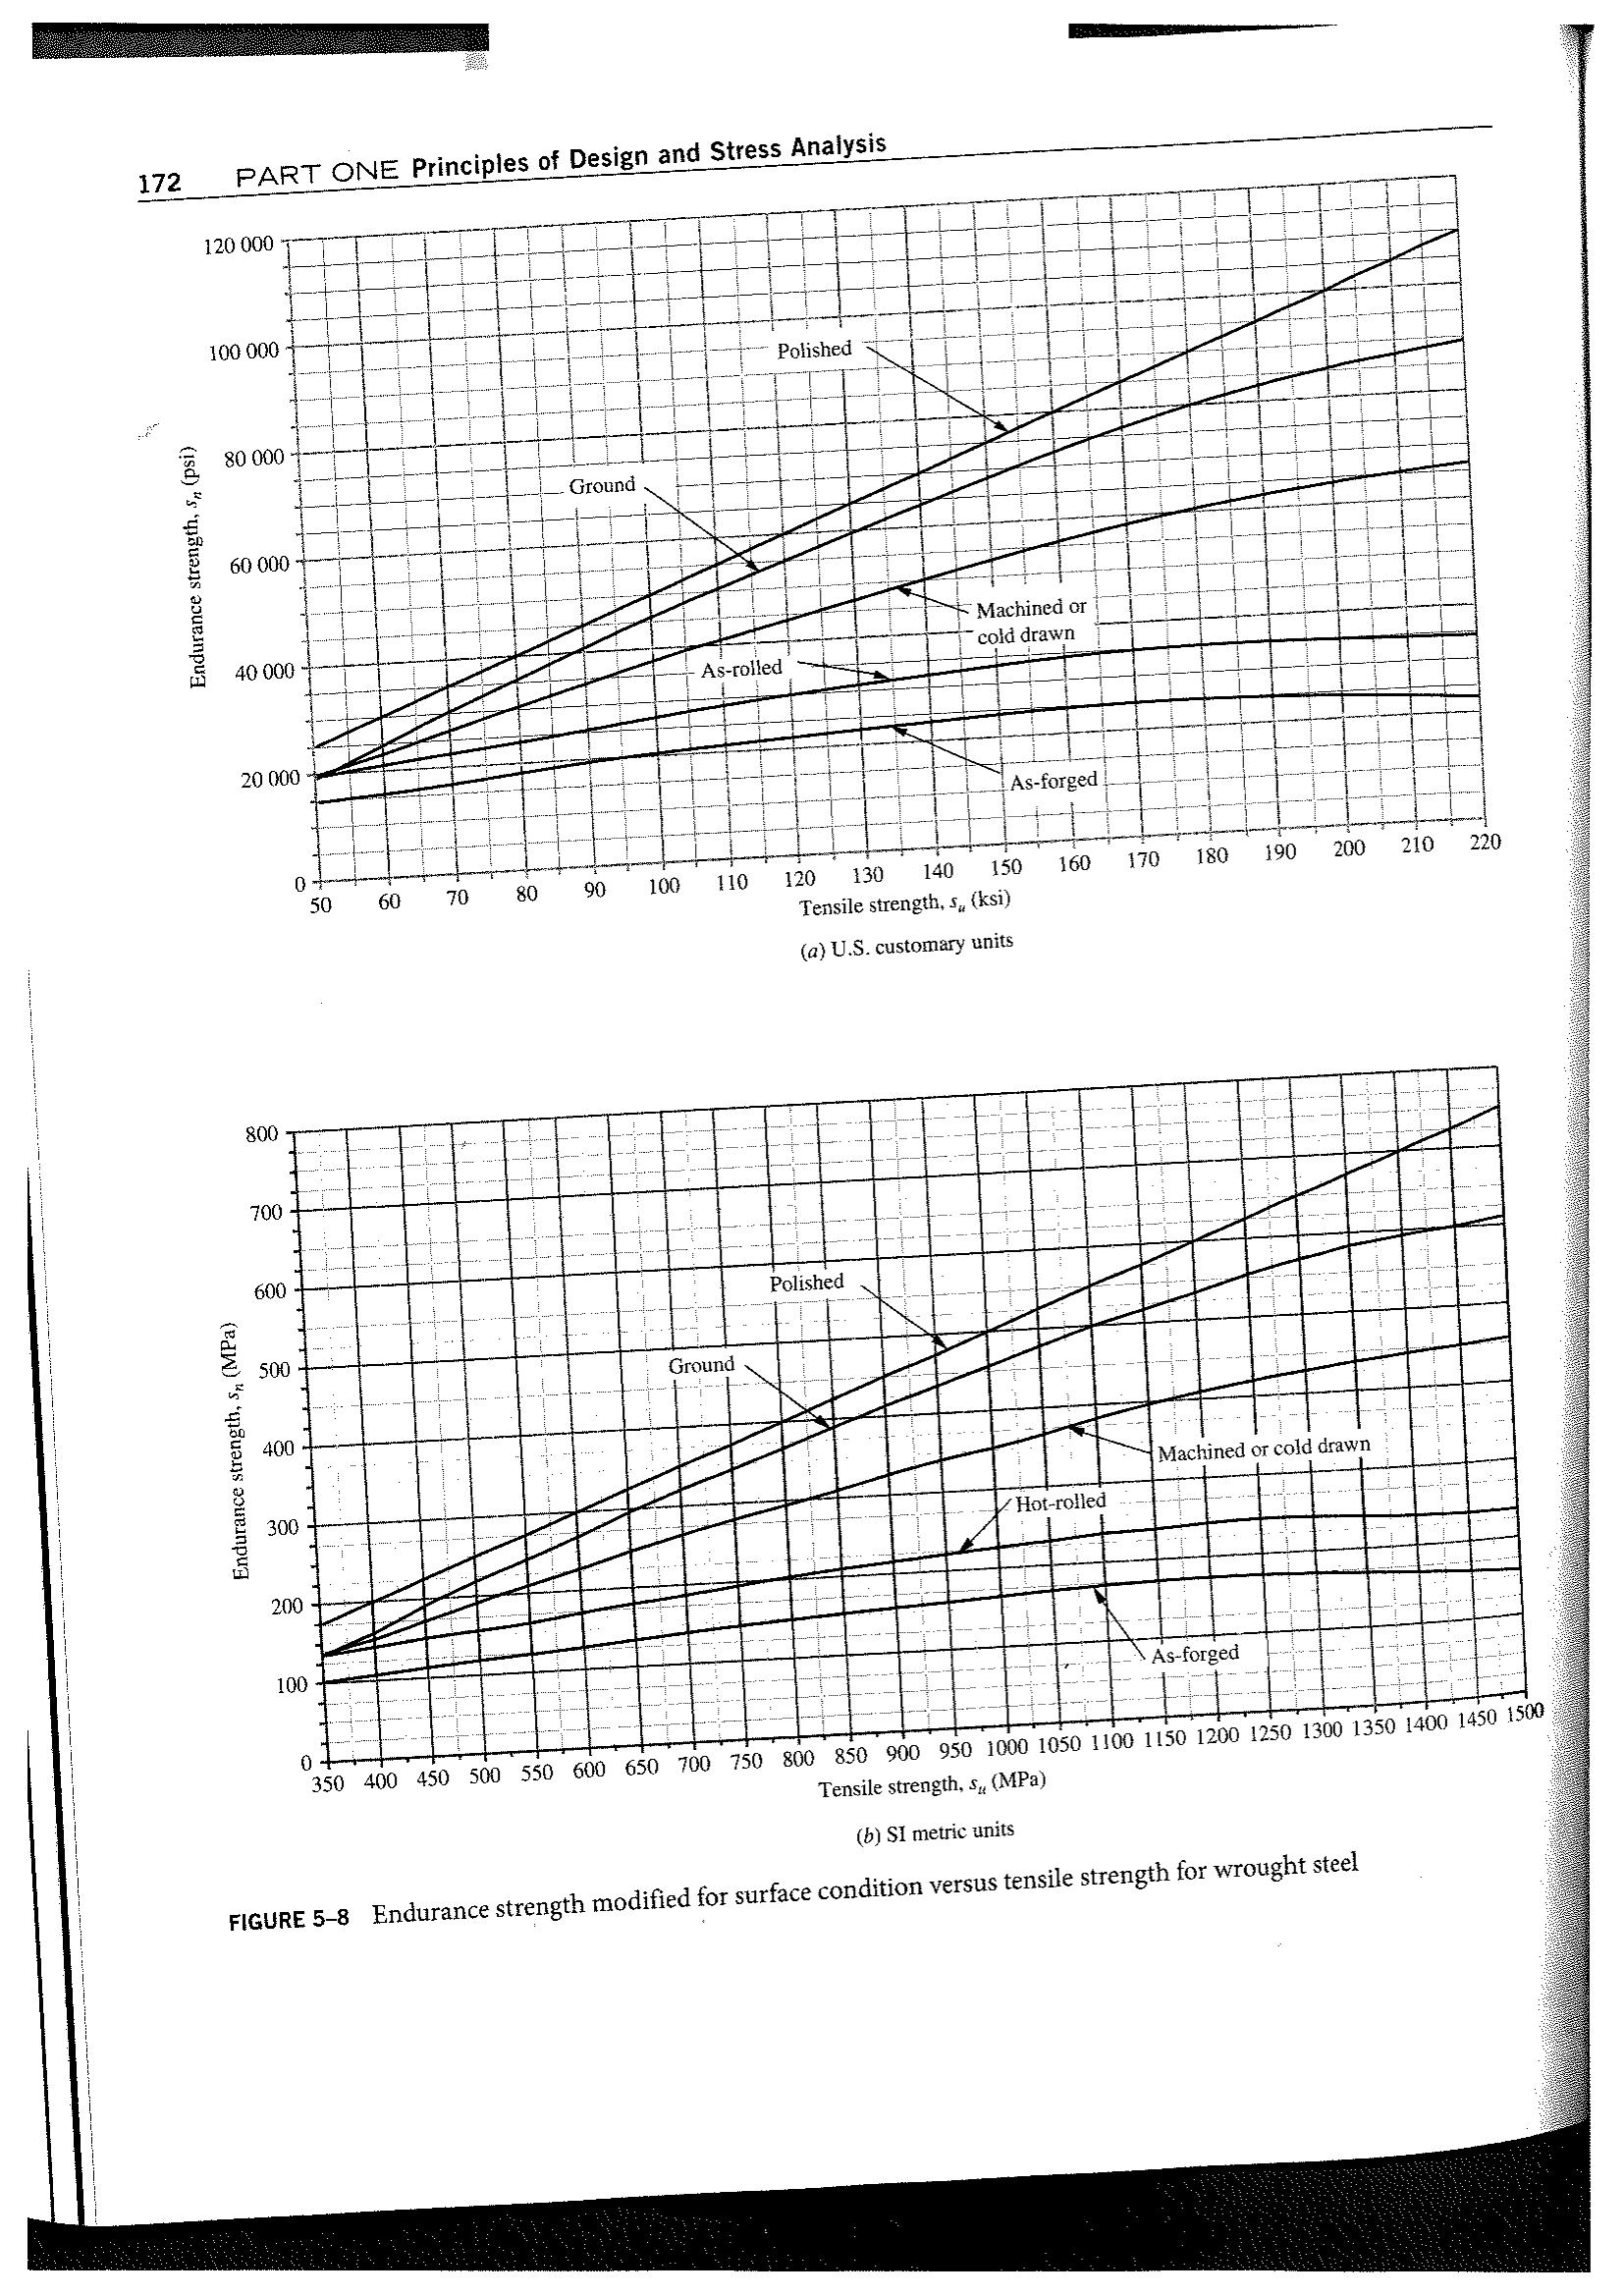 172 PART ONE Principles of Design and Stress Analysis
120 000
100 000
80 000
60 000
40 000
20 000
0
Endurance strength, sn (psi)
Polished
Ground
Machined or
cold drawn
As-rolled
As-forged
50 60 70 80 90 100 110 120 130 140 150 160 170 180 190 200 210 220
Tensile strength, su (ksi)
(a) U.S. customary units
800
700
600
500
400
300
200
100
0
Endurance strength, sn (MPa)
Polished
Ground
Machined or cold drawn
Hot-rolled
As-forged
350 400 450 500 550 600 650 700 750 800 850 900 950 1000 1050 1100 1150 1200 1250 1300 1350 1400 1450 1500
Tensile strength, su (MPa)
(b) SI metric units
FIGURE 5–8 Endurance strength modified for surface condition versus tensile strength for wrought steel